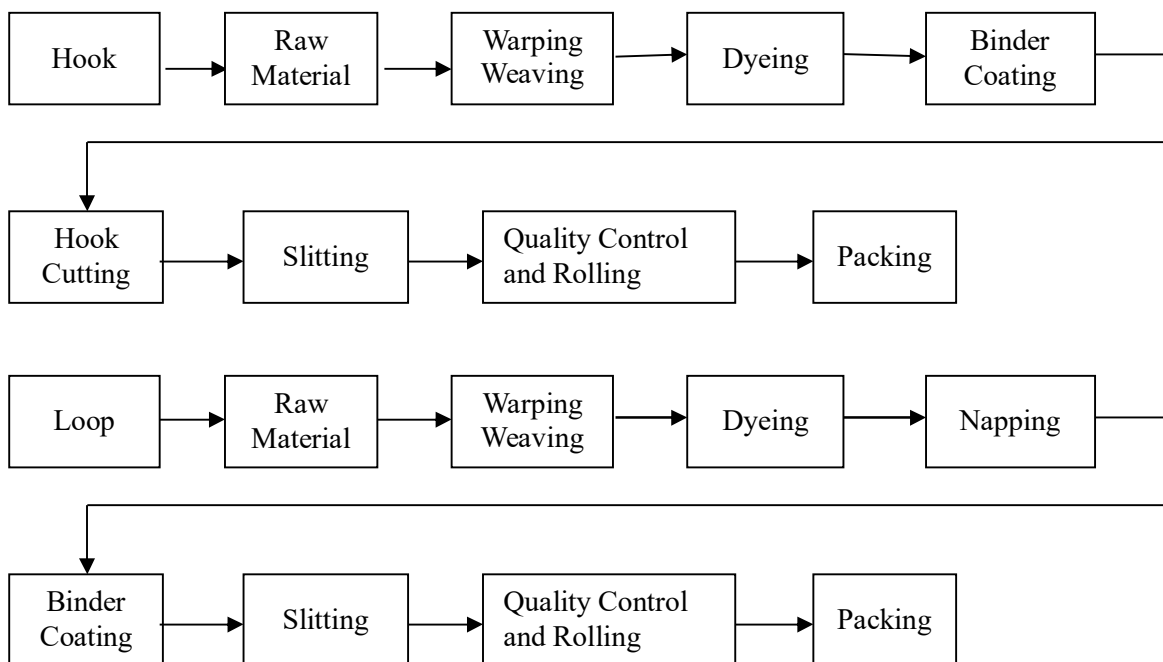 Hook
Raw
Material
Warping
Weaving
Dyeing
Binder
Coating
Hook
Cutting
Slitting
Quality Control
and Rolling
Packing
Loop
Raw
Material
Warping
Weaving
Dyeing
Napping
Binder
Coating
Slitting
Quality Control
and Rolling
Packing